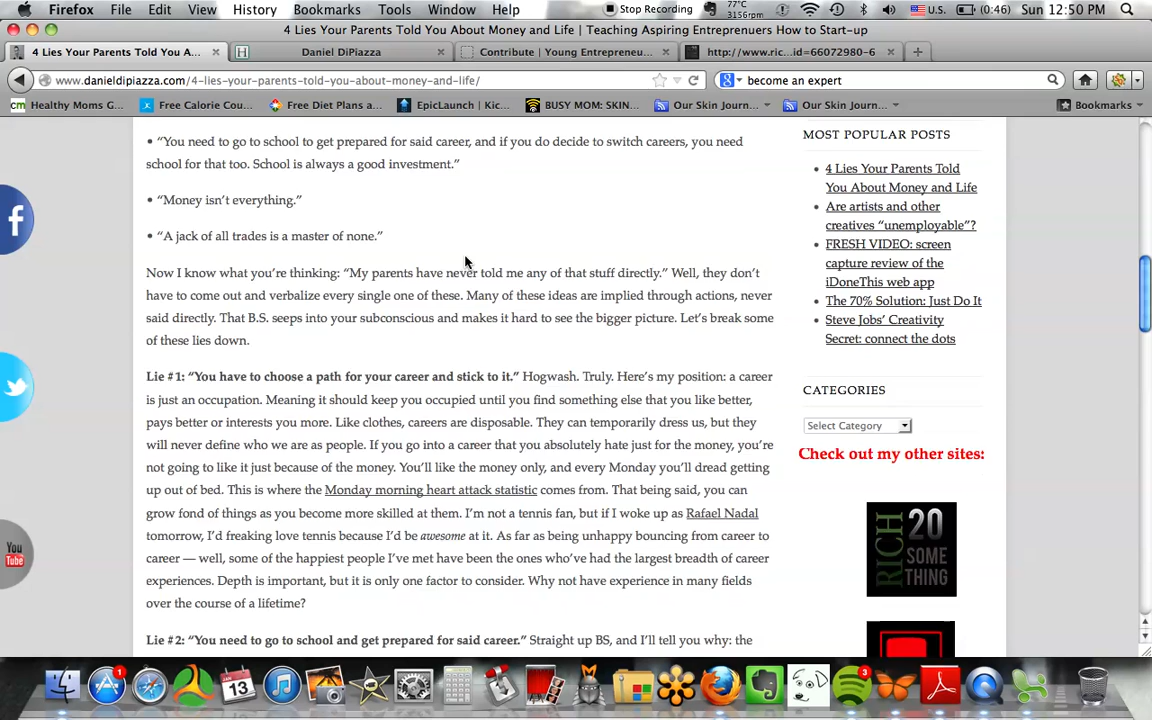 Firefox File Edit View History Bookmarks Tools Window Help Stop Recording 77°C 3156rpm U.S. (0:46) Sun 12:50 PM
4 Lies Your Parents Told You About Money and Life | Teaching Aspiring Entreprenuers How to Start-up
4 Lies Your Parents Told You A... Daniel DiPiazza Contribute | Young Entrepreneu... http://www.ric...id=66072980-6
www.danieldipiazza.com/4-lies-your-parents-told-you-about-money-and-life/ become an expert
Healthy Moms G... Free Calorie Cou... Free Diet Plans a... EpicLaunch | Kic... BUSY MOM: SKIN... Our Skin Journ... Our Skin Journ... Bookmarks
• “You need to go to school to get prepared for said career, and if you do decide to switch careers, you need
school for that too. School is always a good investment.”
• “Money isn’t everything.”
• “A jack of all trades is a master of none.”
Now I know what you’re thinking: “My parents have never told me any of that stuff directly.” Well, they don’t
have to come out and verbalize every single one of these. Many of these ideas are implied through actions, never
said directly. That B.S. seeps into your subconscious and makes it hard to see the bigger picture. Let’s break some
of these lies down.
Lie #1: “You have to choose a path for your career and stick to it.” Hogwash. Truly. Here’s my position: a career
is just an occupation. Meaning it should keep you occupied until you find something else that you like better,
pays better or interests you more. Like clothes, careers are disposable. They can temporarily dress us, but they
will never define who we are as people. If you go into a career that you absolutely hate just for the money, you’re
not going to like it just because of the money. You’ll like the money only, and every Monday you’ll dread getting
up out of bed. This is where the Monday morning heart attack statistic comes from. That being said, you can
grow fond of things as you become more skilled at them. I’m not a tennis fan, but if I woke up as Rafael Nadal
tomorrow, I’d freaking love tennis because I’d be awesome at it. As far as being unhappy bouncing from career to
career — well, some of the happiest people I’ve met have been the ones who’ve had the largest breadth of career
experiences. Depth is important, but it is only one factor to consider. Why not have experience in many fields
over the course of a lifetime?
Lie #2: “You need to go to school and get prepared for said career.” Straight up BS, and I’ll tell you why: the
MOST POPULAR POSTS
4 Lies Your Parents Told
You About Money and Life
Are artists and other
creatives “unemployable”?
FRESH VIDEO: screen
capture review of the
iDoneThis web app
The 70% Solution: Just Do It
Steve Jobs’ Creativity
Secret: connect the dots
CATEGORIES
Select Category
Check out my other sites:
RICH 20
SOME
THING
You
Tube
1
JAN
13